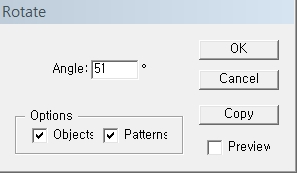 Rotate
OK
Angle: 51 °
Cancel
Copy
Options
Objects Patterns
Preview